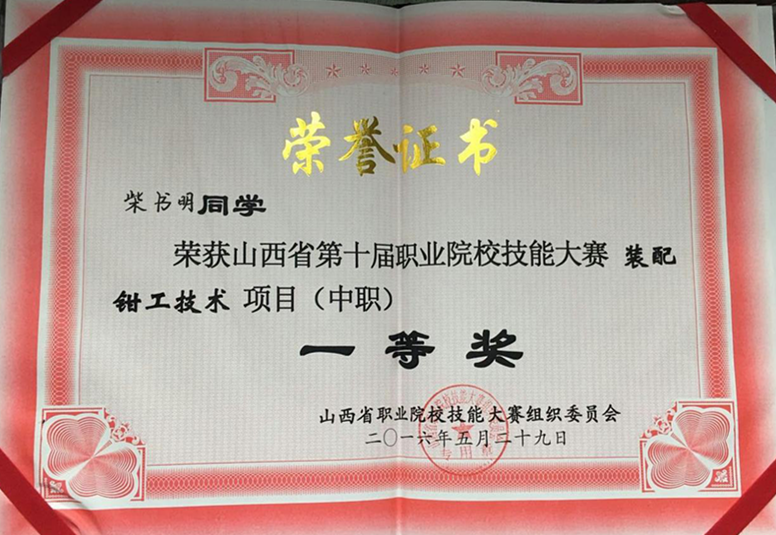 荣誉证书
柴书明同学
荣获山西省第十届职业院校技能大赛 装配
钳工技术 项目（中职）
一等奖
山西省职业院校技能大赛组织委员会
二〇一六年五月二十九日
专用章